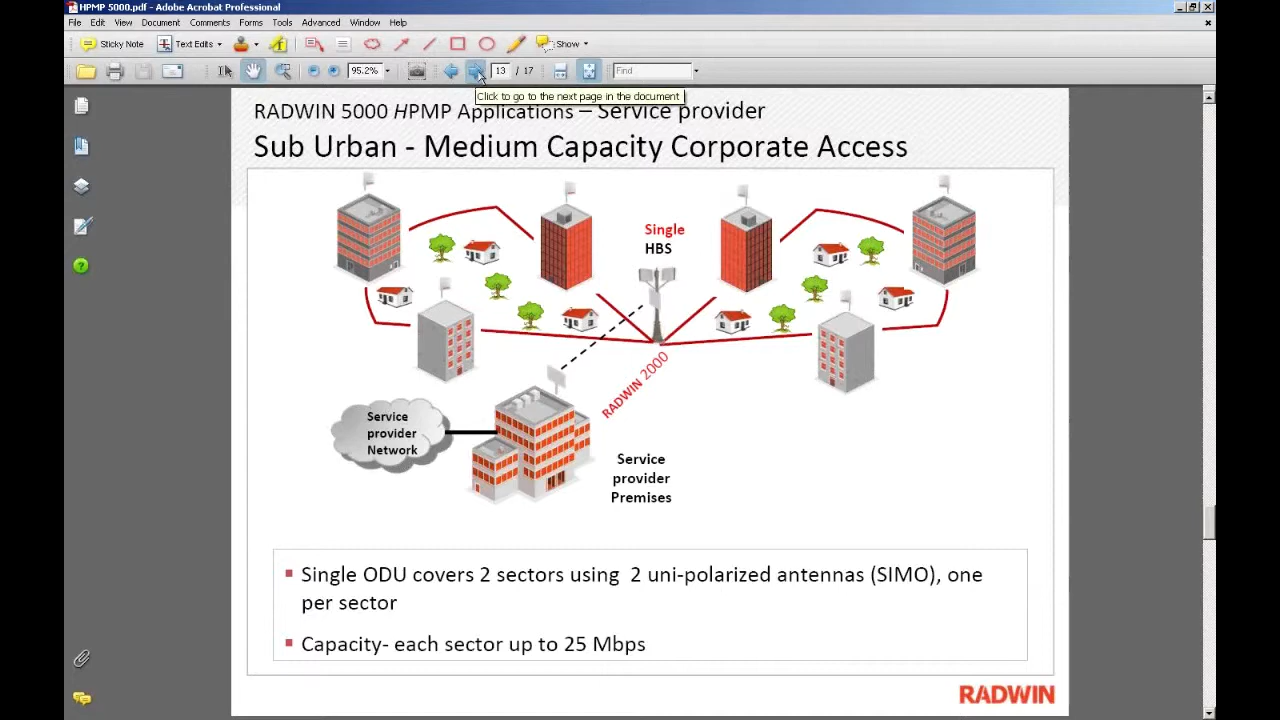 HPMP 5000.pdf - Adobe Acrobat Professional
File Edit View Document Comments Forms Tools Advanced Window Help
Sticky Note Text Edits Show
95.2% 13 / 17 Find
Click to go to the next page in the document
RADWIN 5000 HPMP Applications – Service provider
Sub Urban - Medium Capacity Corporate Access
Single
HBS
RADWIN 2000
Service
provider
Network
Service
provider
Premises
Single ODU covers 2 sectors using 2 uni-polarized antennas (SIMO), one
per sector
Capacity- each sector up to 25 Mbps
RADWIN